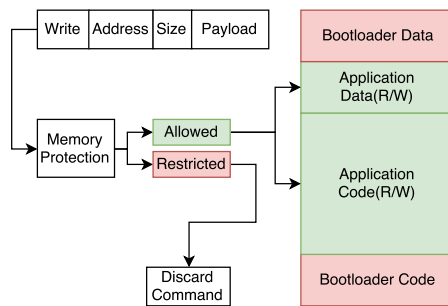 Write Address Size Payload
Bootloader Data
Application
Data(R/W)
Memory
Protection
Allowed
Restricted
Application
Code(R/W)
Discard
Command
Bootloader Code